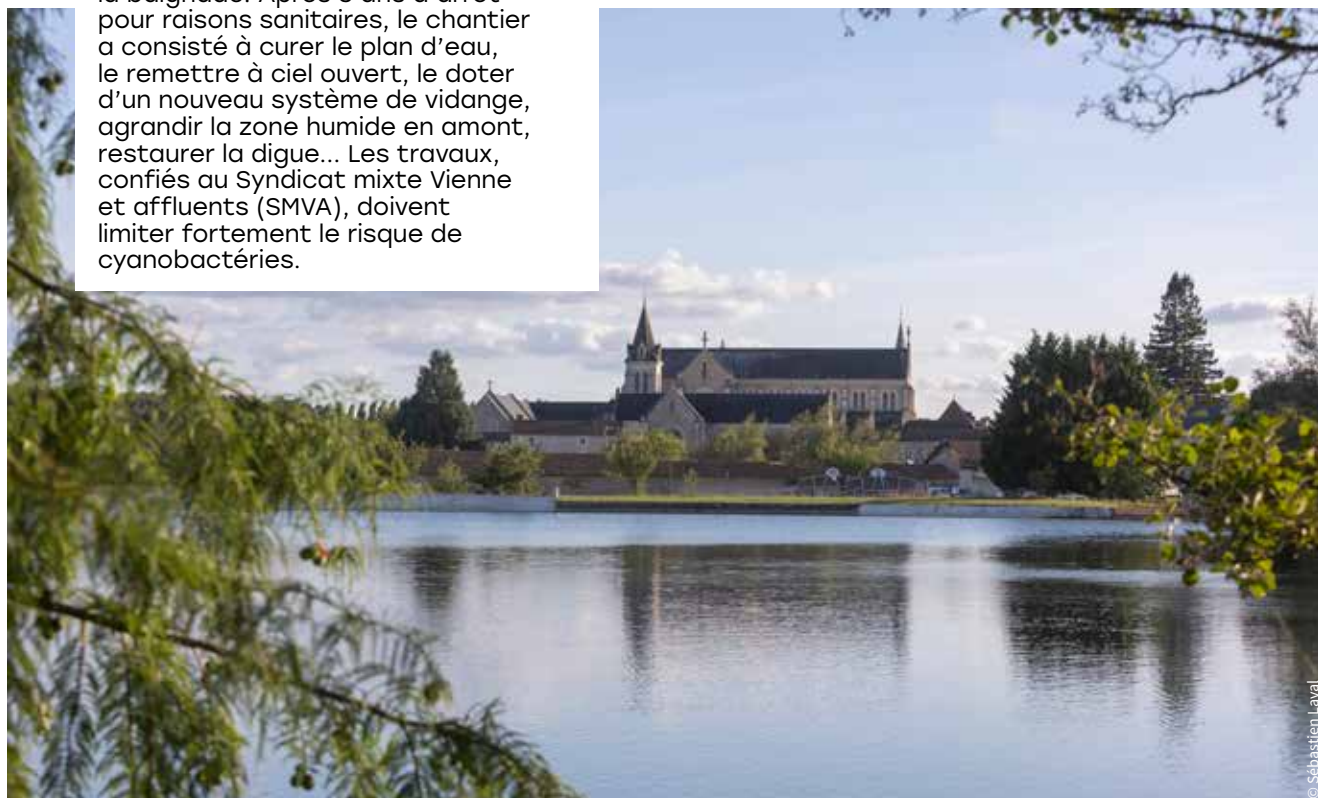 pour raisons sanitaires, le chantier
a consisté à curer le plan d'eau,
le remettre à ciel ouvert, le doter
d'un nouveau système de vidange,
agrandir la zone humide en amont,
restaurer la digue... Les travaux,
confiés au Syndicat mixte Vienne
et affluents (SMVA), doivent
limiter fortement le risque de
cyanobactéries.
© Sébastien Laval